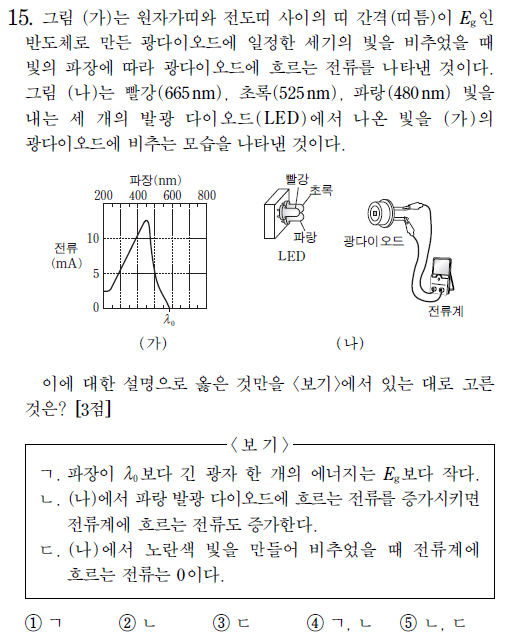 15. 그림 (가)는 원자가띠와 전도띠 사이의 띠 간격(띠틈)이 Eg인
반도체로 만든 광다이오드에 일정한 세기의 빛을 비추었을 때
빛의 파장에 따라 광다이오드에 흐르는 전류를 나타낸 것이다.
그림 (나)는 빨강(665nm), 초록(525nm), 파랑(480nm) 빛을
내는 세 개의 발광 다이오드(LED)에서 나온 빛을 (가)의
광다이오드에 비추는 모습을 나타낸 것이다.
파장(nm)
200 400 600 800
전류
(mA)
10
5
0
λ0
(가)
빨강
초록
파랑
LED
광다이오드
전류계
(나)
이에 대한 설명으로 옳은 것만을 〈보기〉에서 있는 대로 고른
것은? [3점]
〈보 기〉
ㄱ. 파장이 λ0보다 긴 광자 한 개의 에너지는 Eg보다 작다.
ㄴ. (나)에서 파랑 발광 다이오드에 흐르는 전류를 증가시키면
전류계에 흐르는 전류도 증가한다.
ㄷ. (나)에서 노란색 빛을 만들어 비추었을 때 전류계에
흐르는 전류는 0이다.
① ㄱ ② ㄴ ③ ㄷ ④ ㄱ, ㄴ ⑤ ㄴ, ㄷ